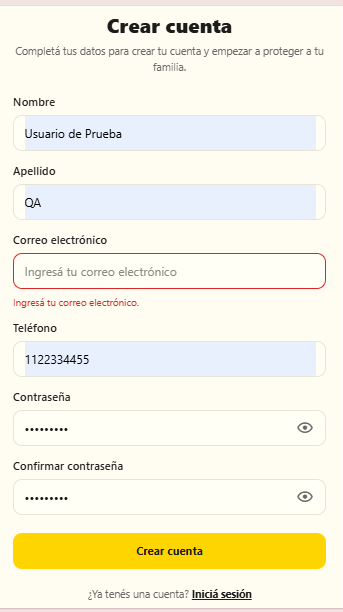 Crear cuenta
Completá tus datos para crear tu cuenta y empezar a proteger a tu
familia.
Nombre
Usuario de Prueba
Apellido
QA
Correo electrónico
Ingresá tu correo electrónico
Ingresá tu correo electrónico.
Teléfono
1122334455
Contraseña
•••••••••
Confirmar contraseña
•••••••••
Crear cuenta
¿Ya tenés una cuenta? Iniciá sesión